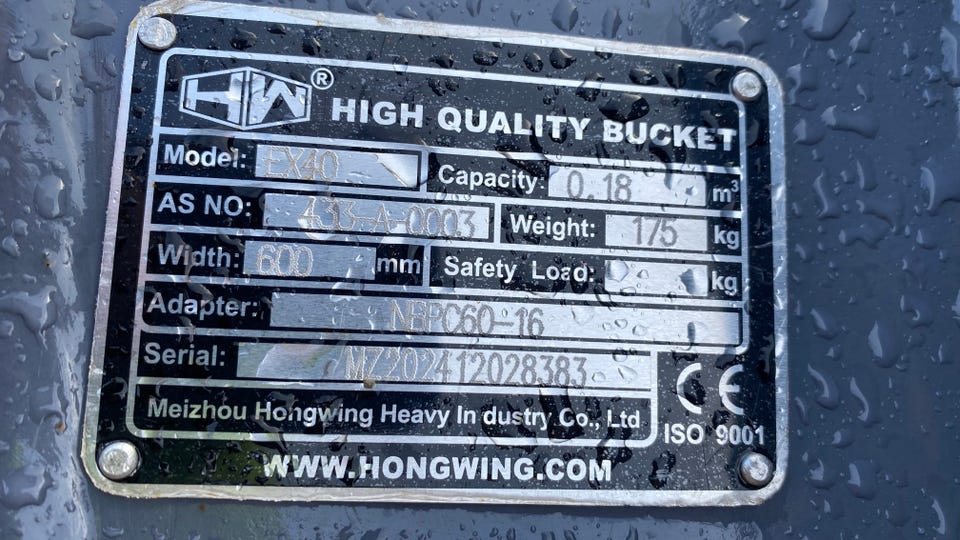 HW ® HIGH QUALITY BUCKET
Model: EX40 Capacity: 0.18 m³
AS NO: 433-A-0003 Weight: 175 kg
Width: 600 mm Safety Load: kg
Adapter: NBPC60-16
Serial: MZ202412028383
Meizhou Hongwing Heavy In dustry Co., Ltd
CE
ISO 9001
WWW.HONGWING.COM